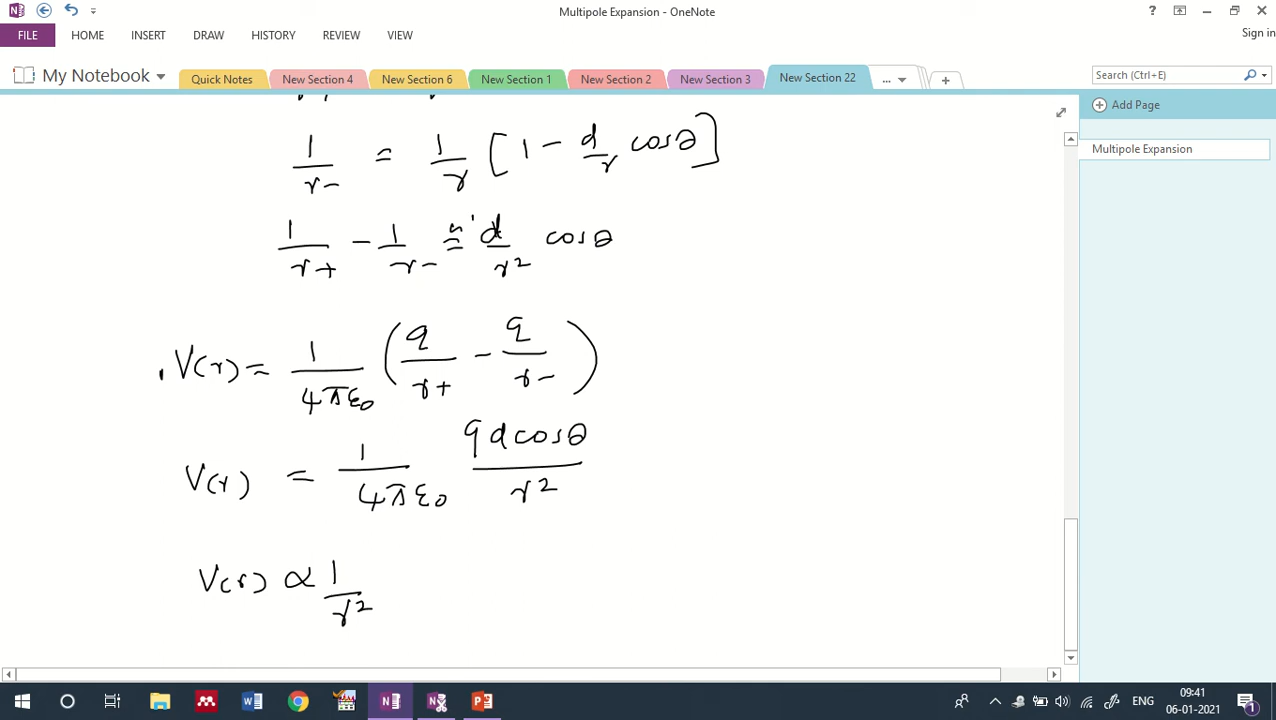 Multipole Expansion - OneNote
?
FILE HOME INSERT DRAW HISTORY REVIEW VIEW
Sign in
My Notebook Quick Notes New Section 4 New Section 6 New Section 1 New Section 2 New Section 3 New Section 22 ... +
Search (Ctrl+E)
Add Page
Multipole Expansion
1/r- = 1/r [1 - d/r cosθ]
1/r+ - 1/r- ≅ d/r² cosθ
V(r) = 1/4πε0 (q/r+ - q/r-)
V(r) = 1/4πε0 qdcosθ/r²
V(r) ∝ 1/r²
ENG
09:41
06-01-2021
1